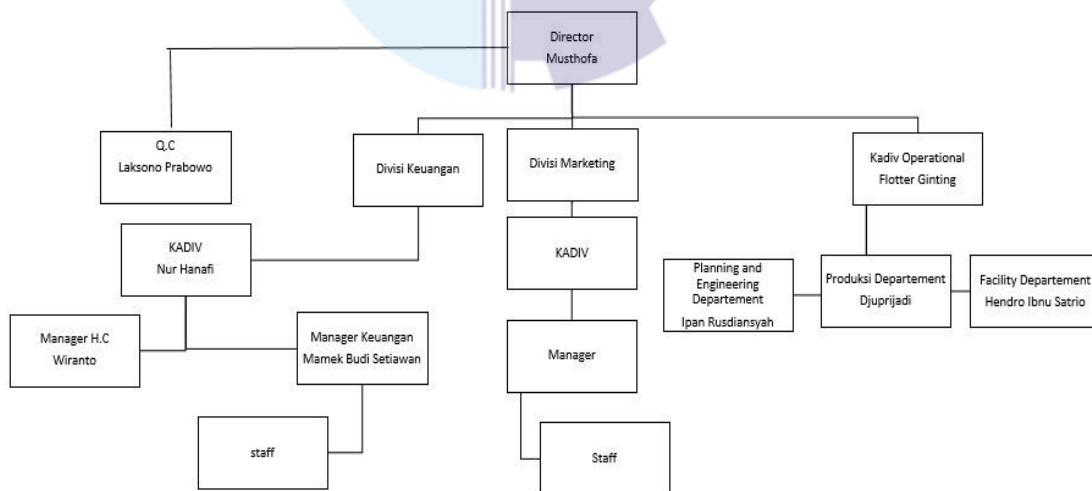 Director
Musthofa
Q.C
Laksono Prabowo
Divisi Keuangan
Divisi Marketing
Kadiv Operational
Flotter Ginting
KADIV
Nur Hanafi
KADIV
Planning and
Engineering
Departement
Ipan Rusdiansyah
Produksi Departement
Djuprijadi
Facility Departement
Hendro Ibnu Satrio
Manager H.C
Wiranto
Manager Keuangan
Mamek Budi Setiawan
Manager
staff
Staff